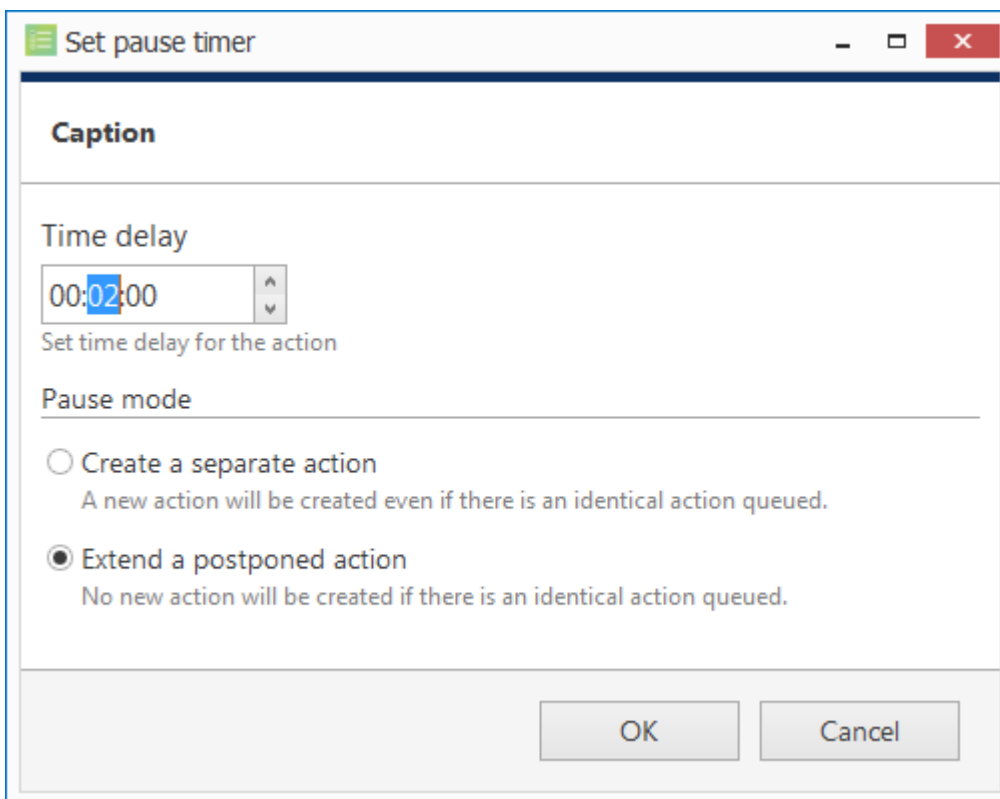 Set pause timer
Caption
Time delay
00:02:00
Set time delay for the action
Pause mode
Create a separate action
A new action will be created even if there is an identical action queued.
Extend a postponed action
No new action will be created if there is an identical action queued.
OK
Cancel